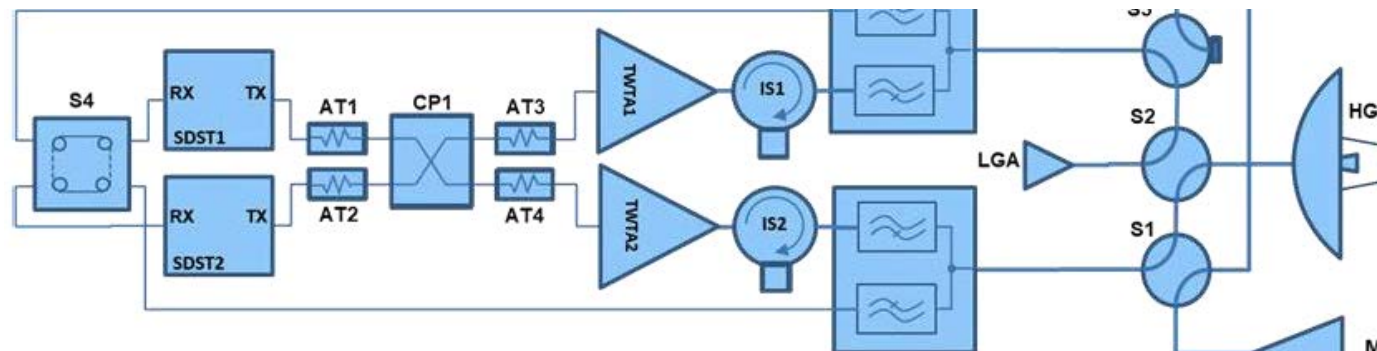 S4
RX TX
SDST1
RX TX
SDST2
AT1
AT2
CP1
AT3
AT4
TWTA1
TWTA2
IS1
IS2
LGA
S2
S1
HG
M